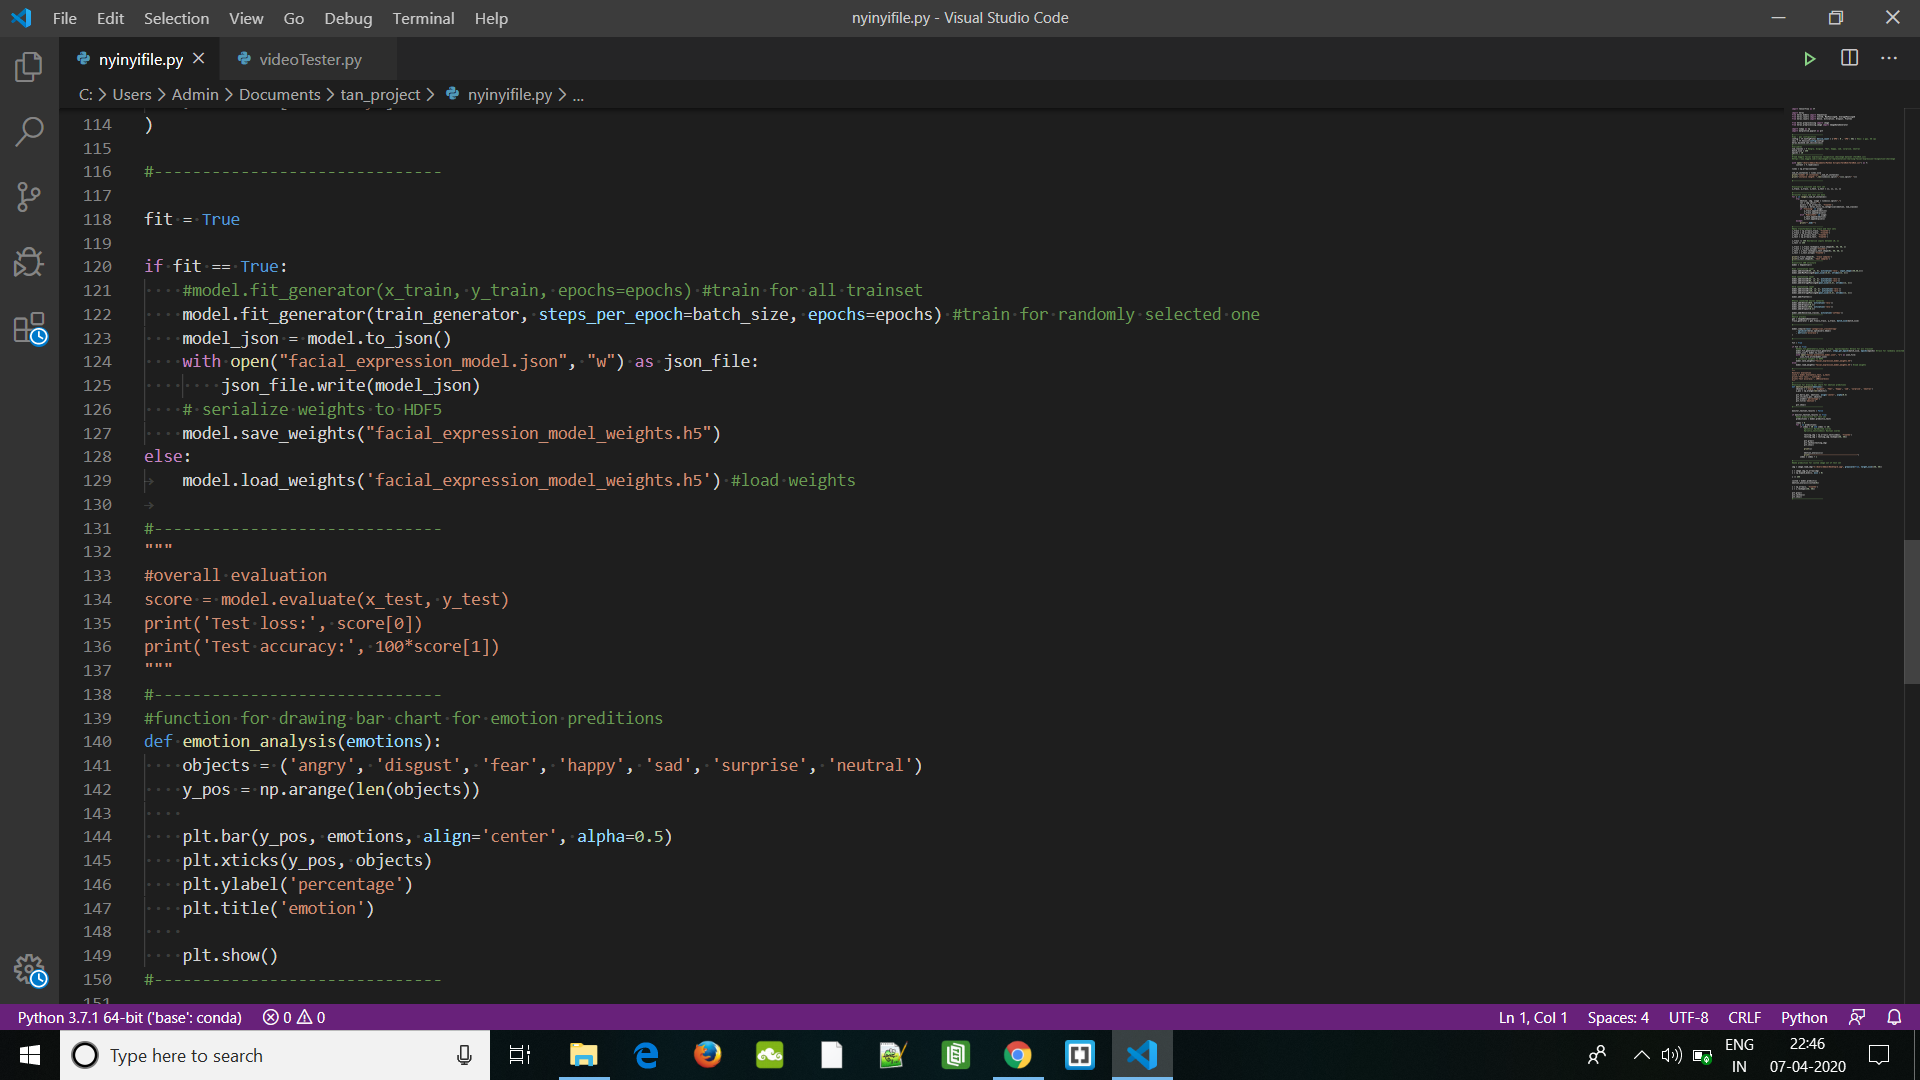 File Edit Selection View Go Debug Terminal Help
nyinyifile.py - Visual Studio Code
nyinyifile.py
videoTester.py
C: > Users > Admin > Documents > tan_project > nyinyifile.py > ...
114 )
115
116 #------------------------------
117
118 fit = True
119
120 if fit == True:
121 #model.fit_generator(x_train, y_train, epochs=epochs) #train for all trainset
122 model.fit_generator(train_generator, steps_per_epoch=batch_size, epochs=epochs) #train for randomly selected one
123 model_json = model.to_json()
124 with open("facial_expression_model.json", "w") as json_file:
125 json_file.write(model_json)
126 # serialize weights to HDF5
127 model.save_weights("facial_expression_model_weights.h5")
128 else:
129 model.load_weights('facial_expression_model_weights.h5') #load weights
130
131 #------------------------------
132 """
133 #overall evaluation
134 score = model.evaluate(x_test, y_test)
135 print('Test loss:', score[0])
136 print('Test accuracy:', 100*score[1])
137 """
138 #------------------------------
139 #function for drawing bar chart for emotion preditions
140 def emotion_analysis(emotions):
141 objects = ('angry', 'disgust', 'fear', 'happy', 'sad', 'surprise', 'neutral')
142 y_pos = np.arange(len(objects))
143
144 plt.bar(y_pos, emotions, align='center', alpha=0.5)
145 plt.xticks(y_pos, objects)
146 plt.ylabel('percentage')
147 plt.title('emotion')
148
149 plt.show()
150 #------------------------------
151
Python 3.7.1 64-bit ('base': conda) 0 0
Ln 1, Col 1 Spaces: 4 UTF-8 CRLF Python
Type here to search
ENG
IN
22:46
07-04-2020